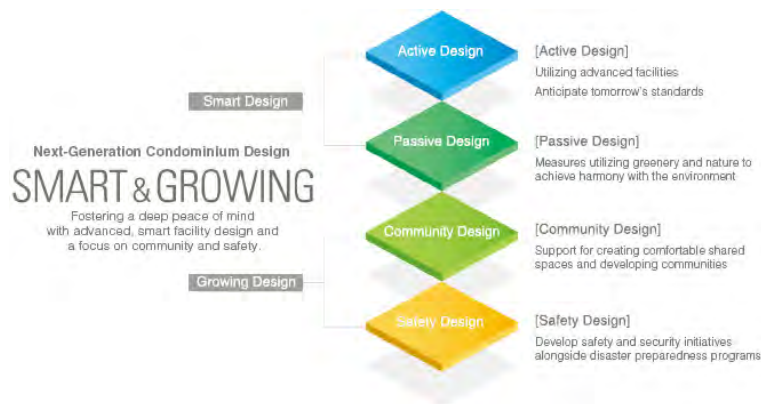 Next-Generation Condominium Design
SMART & GROWING
Fostering a deep peace of mind
with advanced, smart facility design and
a focus on community and safety.
Smart Design
Growing Design
Active Design
[Active Design]
Utilizing advanced facilities
Anticipate tomorrow's standards
Passive Design
[Passive Design]
Measures utilizing greenery and nature to
achieve harmony with the environment
Community Design
[Community Design]
Support for creating comfortable shared
spaces and developing communities
Safety Design
[Safety Design]
Develop safety and security initiatives
alongside disaster preparedness programs